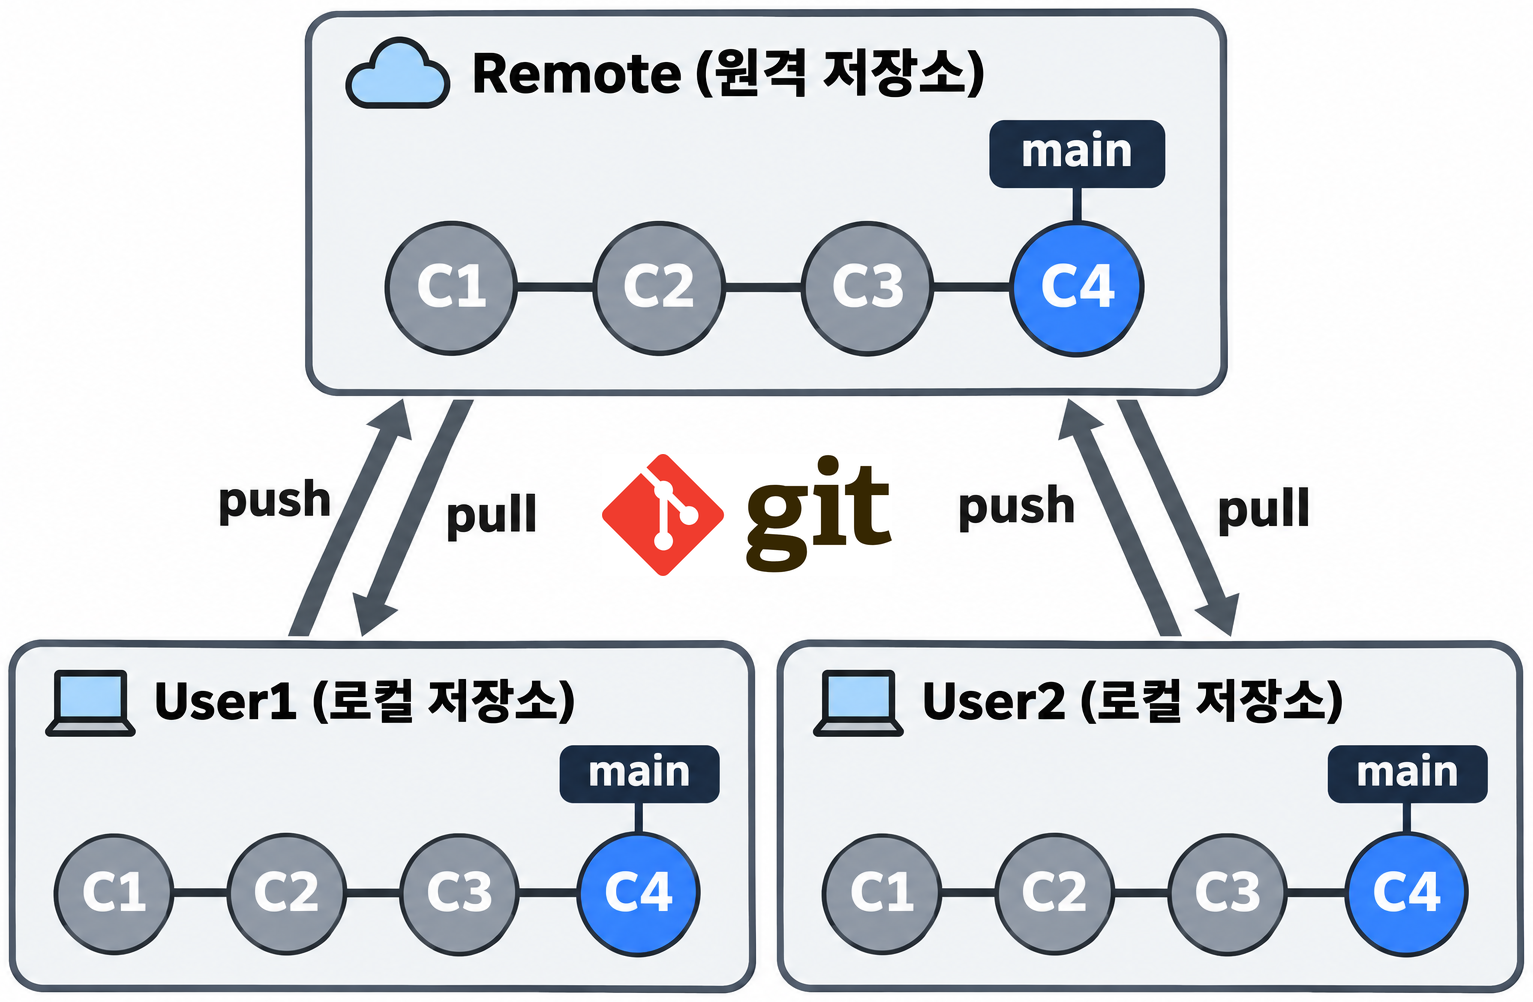 Remote (원격 저장소)
main
C1 C2 C3 C4
push
pull
git
push
pull
User1 (로컬 저장소)
main
C1 C2 C3 C4
User2 (로컬 저장소)
main
C1 C2 C3 C4